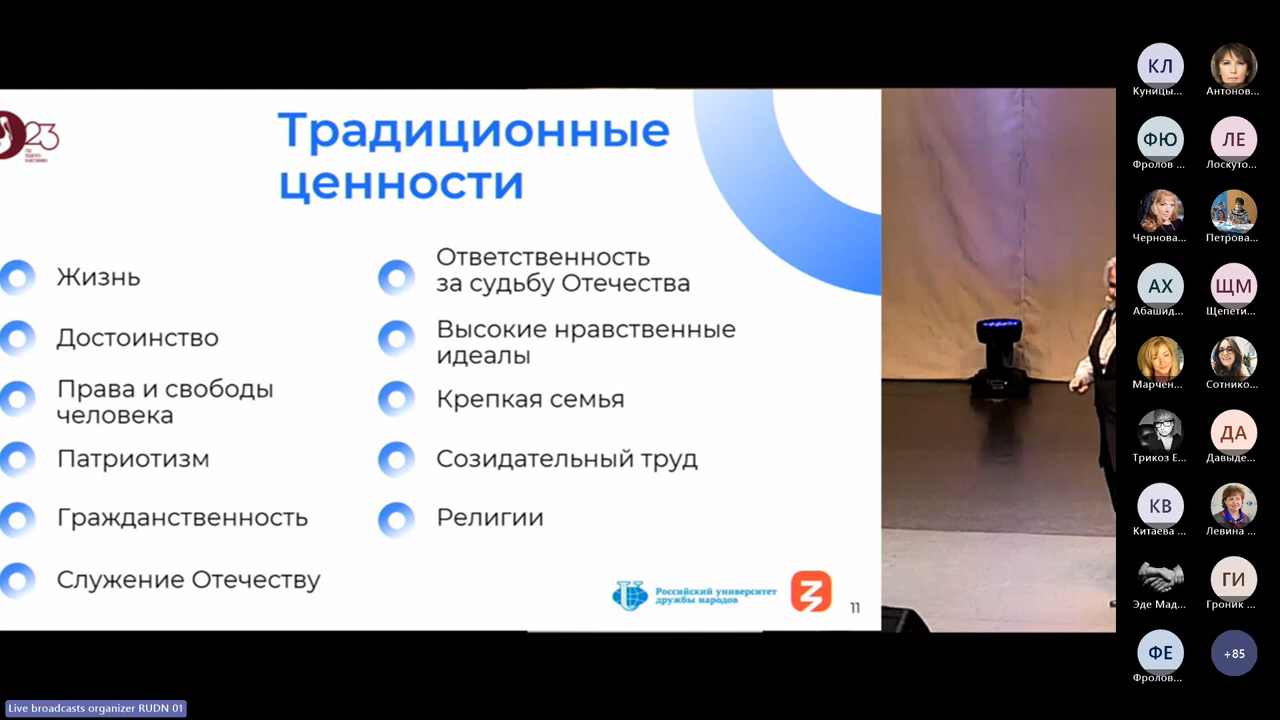 23
Традиционные
ценности
Жизнь
Достоинство
Права и свободы
человека
Патриотизм
Гражданственность
Служение Отечеству
Ответственность
за судьбу Отечества
Высокие нравственные
идеалы
Крепкая семья
Созидательный труд
Религии
Российский университет
дружбы народов
11
КЛ
Куницы...
Антонов...
ФЮ
Фролов ...
ЛЕ
Лоскуто...
Чернова...
Петрова...
АХ
Абашид...
ЩМ
Щепети...
Марчен...
Сотнико...
Трикоз Е...
ДА
Давыде...
КВ
Китаева ...
Левина ...
Эде Мад...
ГИ
Гроник ...
ФЕ
Фролов...
+85
Live broadcasts organizer RUDN 01